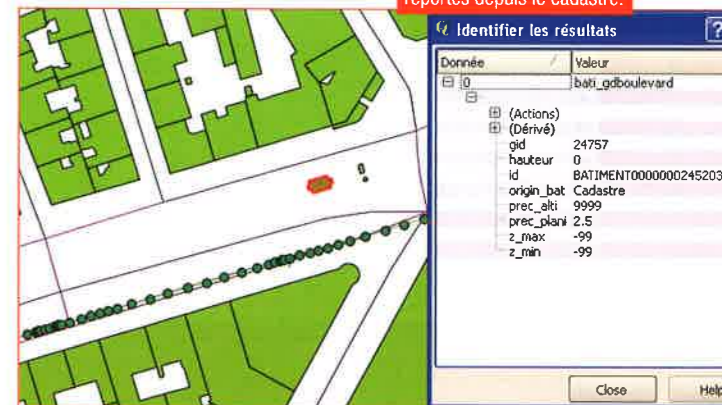 reportés depuis le cadastre.
Identifier les résultats ?
Donnée / Valeur
0 bati_gdboulevard
(Actions)
(Dérivé)
gid 24757
hauteur 0
id BATIMENT0000000245203
origin_bat Cadastre
prec_alti 9999
prec_plani 2.5
z_max -99
z_min -99
Close Help